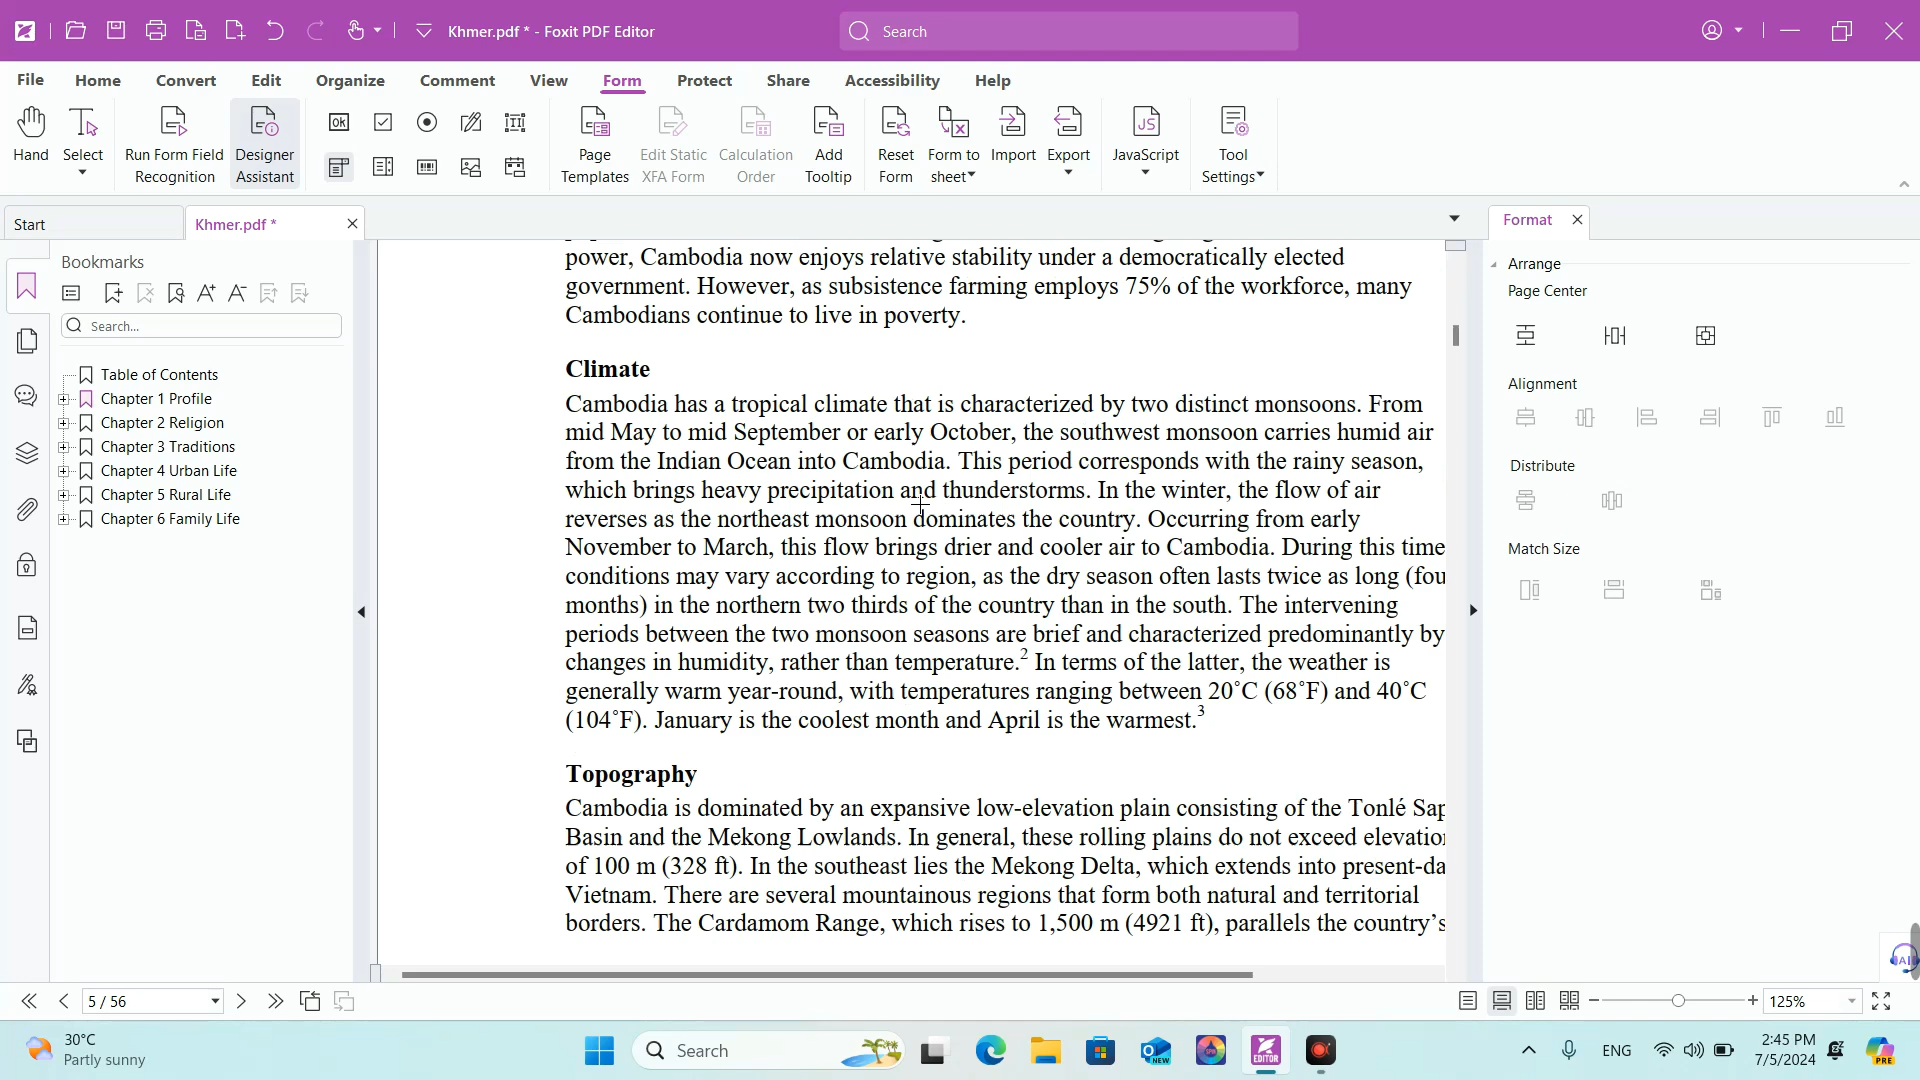 Khmer.pdf * - Foxit PDF Editor
Search
File
Home
Convert
Edit
Organize
Comment
View
Form
Protect
Share
Accessibility
Help
Hand
Select
Run Form Field
Recognition
Designer
Assistant
Page
Templates
Edit Static
XFA Form
Calculation
Order
Add
Tooltip
Reset
Form
Form to
sheet
Import
Export
JavaScript
Tool
Settings
Start
Khmer.pdf *
Format
Bookmarks
Search...
Table of Contents
Chapter 1 Profile
Chapter 2 Religion
Chapter 3 Traditions
Chapter 4 Urban Life
Chapter 5 Rural Life
Chapter 6 Family Life
power, Cambodia now enjoys relative stability under a democratically elected
government. However, as subsistence farming employs 75% of the workforce, many
Cambodians continue to live in poverty.
Climate
Cambodia has a tropical climate that is characterized by two distinct monsoons. From
mid May to mid September or early October, the southwest monsoon carries humid air
from the Indian Ocean into Cambodia. This period corresponds with the rainy season,
which brings heavy precipitation and thunderstorms. In the winter, the flow of air
reverses as the northeast monsoon dominates the country. Occurring from early
November to March, this flow brings drier and cooler air to Cambodia. During this time
conditions may vary according to region, as the dry season often lasts twice as long (fou
months) in the northern two thirds of the country than in the south. The intervening
periods between the two monsoon seasons are brief and characterized predominantly by
changes in humidity, rather than temperature.2 In terms of the latter, the weather is
generally warm year-round, with temperatures ranging between 20˚C (68˚F) and 40˚C
(104˚F). January is the coolest month and April is the warmest.3
Topography
Cambodia is dominated by an expansive low-elevation plain consisting of the Tonlé Sap
Basin and the Mekong Lowlands. In general, these rolling plains do not exceed elevation
of 100 m (328 ft). In the southeast lies the Mekong Delta, which extends into present-da
Vietnam. There are several mountainous regions that form both natural and territorial
borders. The Cardamom Range, which rises to 1,500 m (4921 ft), parallels the country's
Arrange
Page Center
Alignment
Distribute
Match Size
5 / 56
125%
30°C
Partly sunny
Search
ENG
2:45 PM
7/5/2024